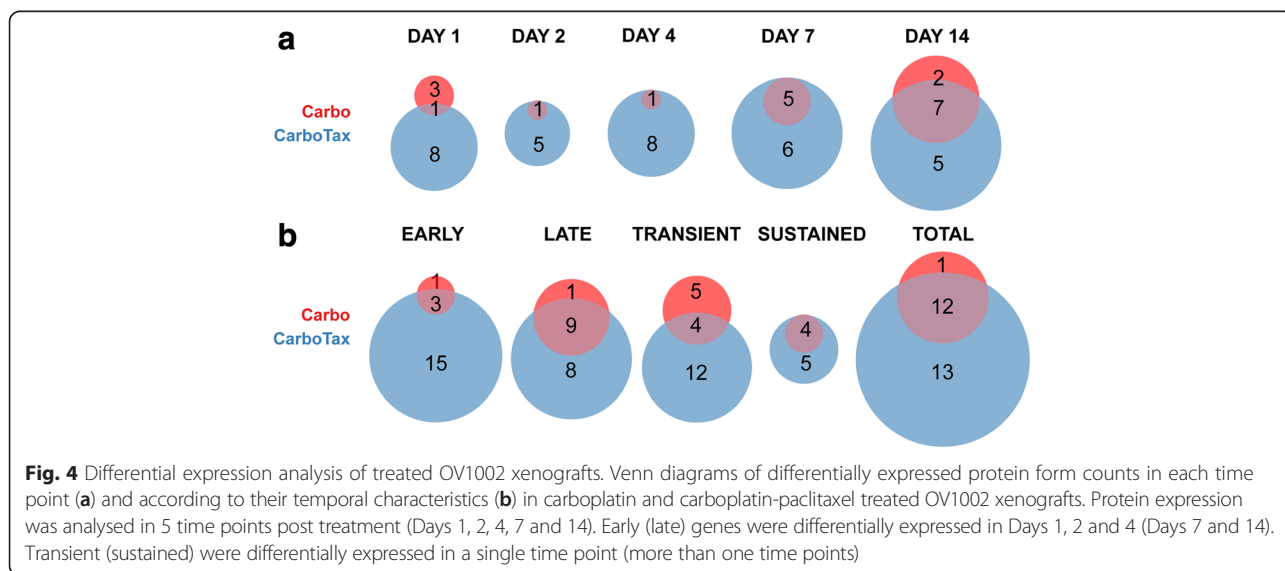 a
DAY 1 DAY 2 DAY 4 DAY 7 DAY 14
Carbo
CarboTax
3 1 8
1 5
1 8
5 6
2 7 5
b
EARLY LATE TRANSIENT SUSTAINED TOTAL
Carbo
CarboTax
1 3 15
1 9 8
5 4 12
4 5
1 12 13
Fig. 4 Differential expression analysis of treated OV1002 xenografts. Venn diagrams of differentially expressed protein form counts in each time
point (a) and according to their temporal characteristics (b) in carboplatin and carboplatin-paclitaxel treated OV1002 xenografts. Protein expression
was analysed in 5 time points post treatment (Days 1, 2, 4, 7 and 14). Early (late) genes were differentially expressed in Days 1, 2 and 4 (Days 7 and 14).
Transient (sustained) were differentially expressed in a single time point (more than one time points)